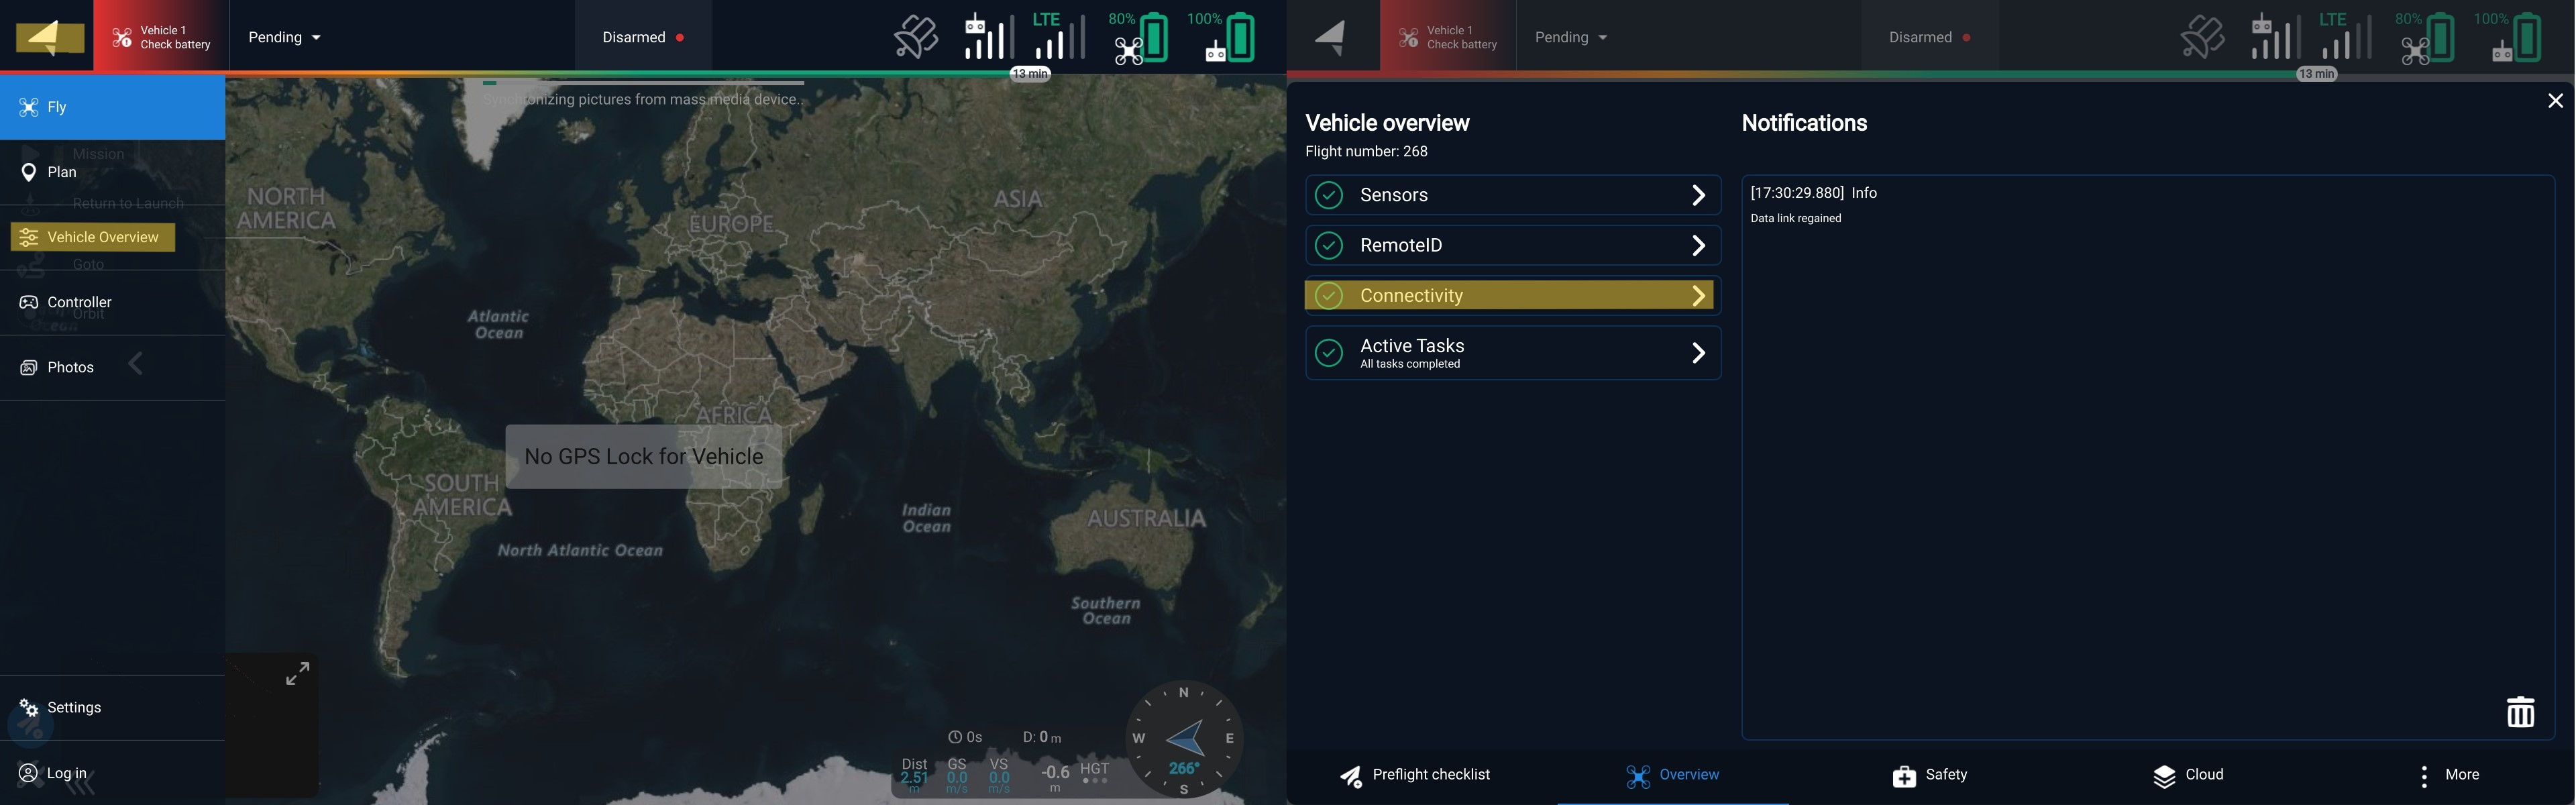 Vehicle 1
Check battery
Pending
Disarmed
LTE
80%
100%
13 min
Fly
Mission
Plan
Return to Launch
Vehicle Overview
Goto
Controller
Orbit
Photos
Settings
Log in
Synchronizing pictures from mass media device..
NORTH
AMERICA
EUROPE
ASIA
Atlantic
Ocean
AFRICA
No GPS Lock for Vehicle
SOUTH
AMERICA
Indian
Ocean
AUSTRALIA
North Atlantic Ocean
Southern
Ocean
0s
D: 0 m
Dist
2.51
m
GS
0.0
m/s
VS
0.0
m/s
-0.6
m
HGT
N
W
E
266°
S
Vehicle 1
Check battery
Pending
Disarmed
LTE
80%
100%
13 min
Vehicle overview
Flight number: 268
Sensors
RemoteID
Connectivity
Active Tasks
All tasks completed
Notifications
[17:30:29.880] Info
Data link regained
Preflight checklist
Overview
Safety
Cloud
More